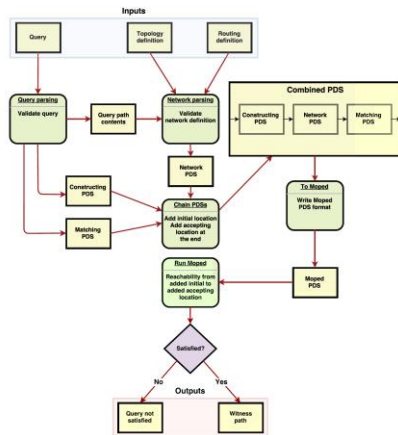 Inputs
Query
Topology
definition
Routing
definition
Query parsing
Validate query
Query path
contents
Network parsing
Validate
network definition
Combined PDS
Constructing
PDS
Network
PDS
Matching
PDS
Network
PDS
Constructing
PDS
Matching
PDS
Chain PDSs
Add initial location
Add accepting
location at
the end
To Moped
Write Moped
PDS format
Run Moped
Reachability from
added initial to
added accepting
location
Moped
PDS
Satisfied?
No
Yes
Outputs
Query not
satisfied
Witness
path